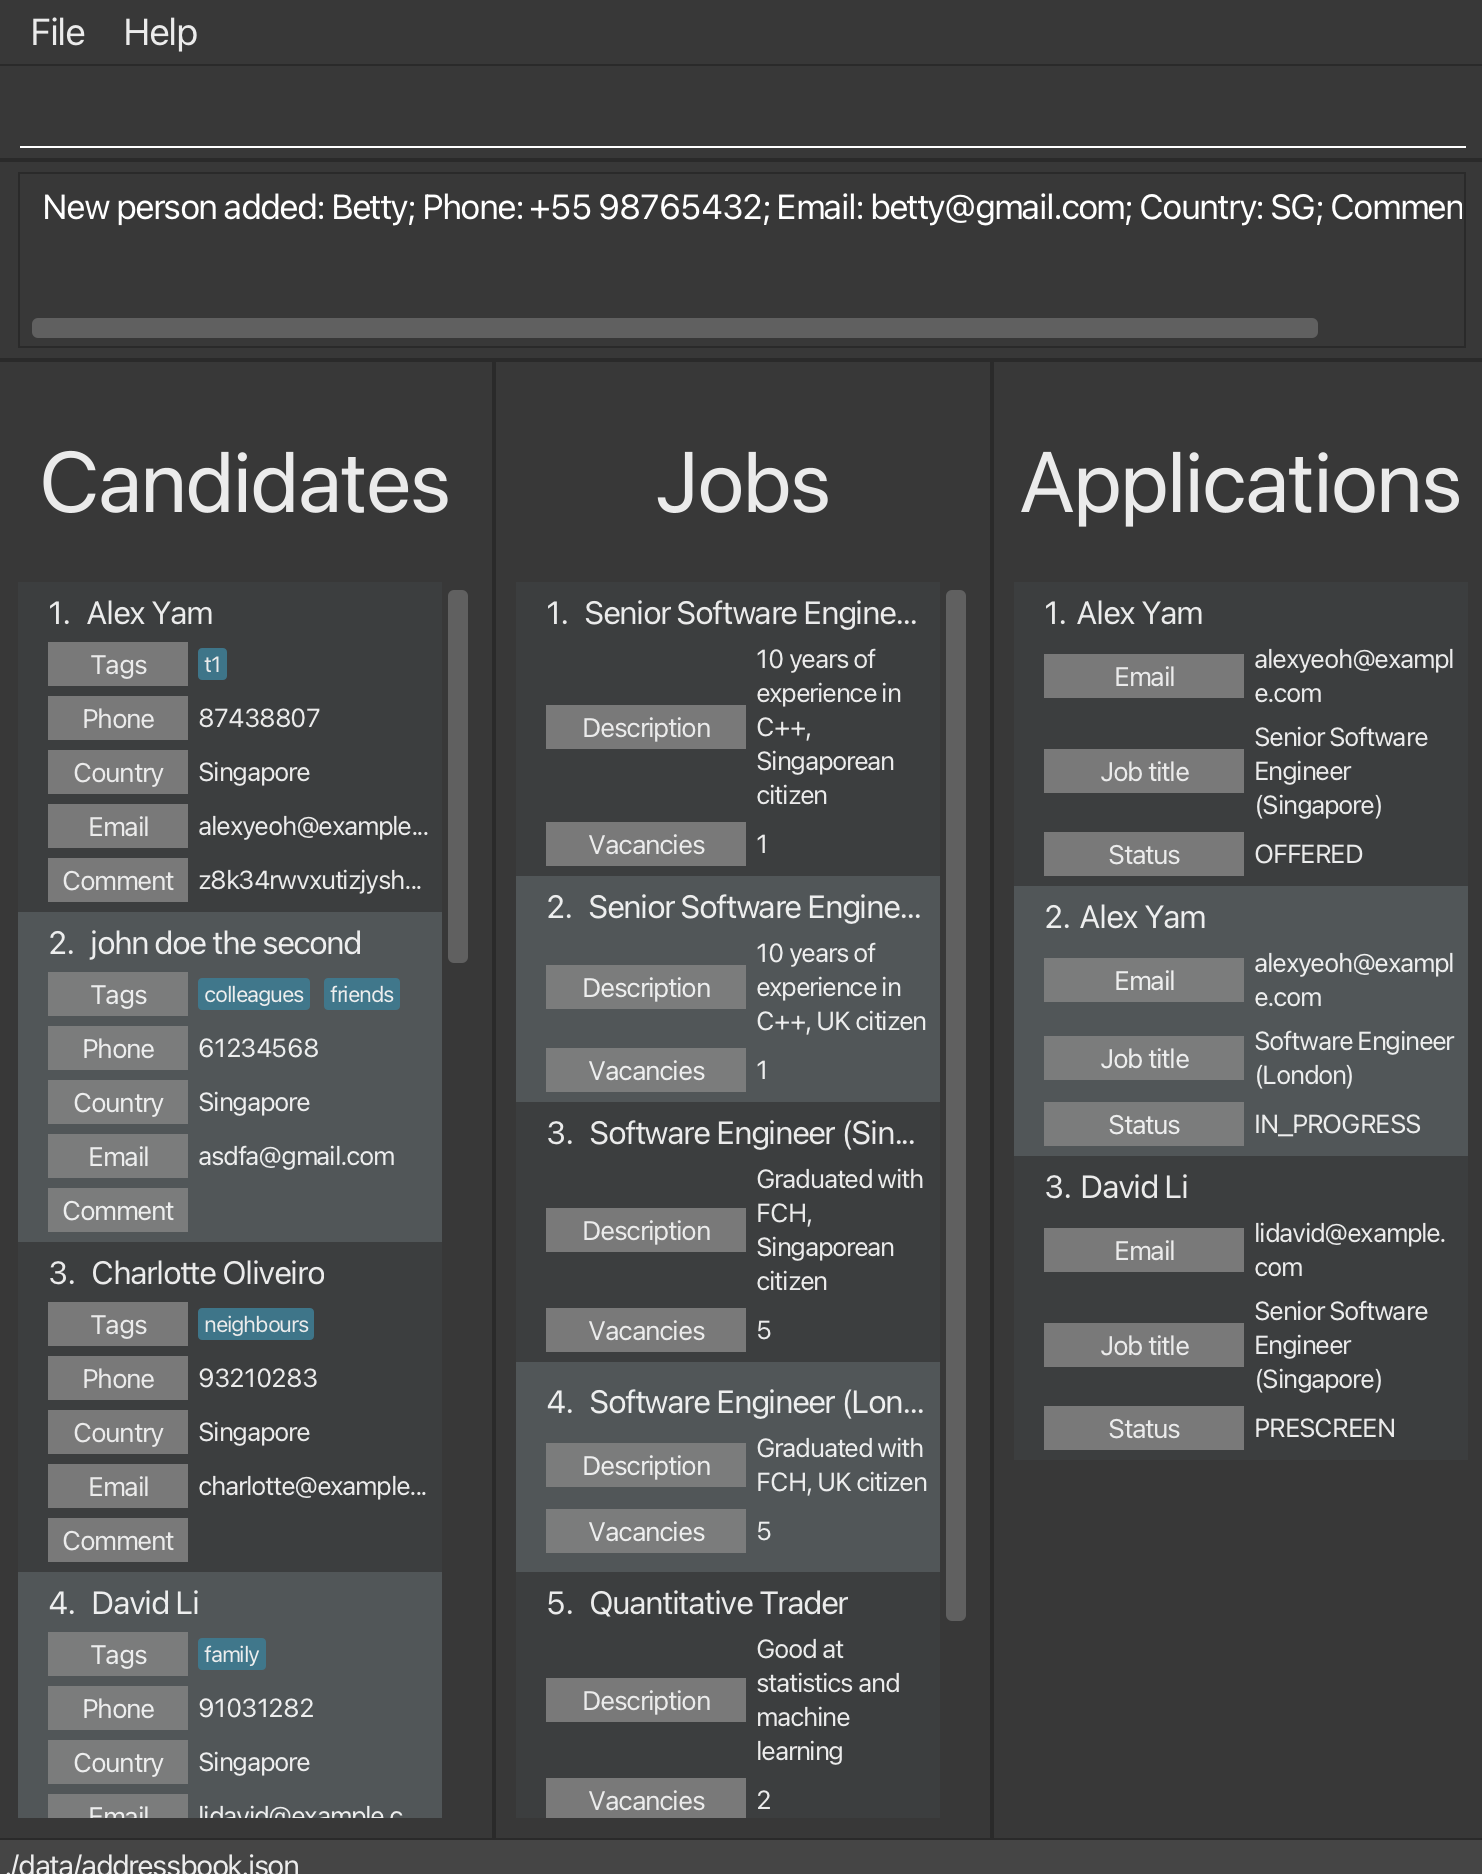 File Help
New person added: Betty; Phone: +55 98765432; Email: betty@gmail.com; Country: SG; Commen
Candidates
1. Alex Yam
Tags t1
Phone 87438807
Country Singapore
Email alexyeoh@example...
Comment z8k34rwvxutizjysh...
2. john doe the second
Tags colleagues friends
Phone 61234568
Country Singapore
Email asdfa@gmail.com
Comment
3. Charlotte Oliveiro
Tags neighbours
Phone 93210283
Country Singapore
Email charlotte@example...
Comment
4. David Li
Tags family
Phone 91031282
Country Singapore
Email lidavid@example.c...
Jobs
1. Senior Software Engine...
10 years of
experience in
Description C++,
Singaporean
citizen
Vacancies 1
2. Senior Software Engine...
10 years of
Description experience in
C++, UK citizen
Vacancies 1
3. Software Engineer (Sin...
Graduated with
FCH,
Description
Singaporean
citizen
Vacancies 5
4. Software Engineer (Lon...
Graduated with
Description
FCH, UK citizen
Vacancies 5
5. Quantitative Trader
Good at
statistics and
Description
machine
learning
Vacancies 2
Applications
1. Alex Yam
alexyeoh@exampl
Email
e.com
Senior Software
Job title Engineer
(Singapore)
Status OFFERED
2. Alex Yam
alexyeoh@exampl
Email
e.com
Software Engineer
Job title
(London)
Status IN_PROGRESS
3. David Li
lidavid@example.
Email
com
Senior Software
Job title Engineer
(Singapore)
Status PRESCREEN
./data/addressbook.json